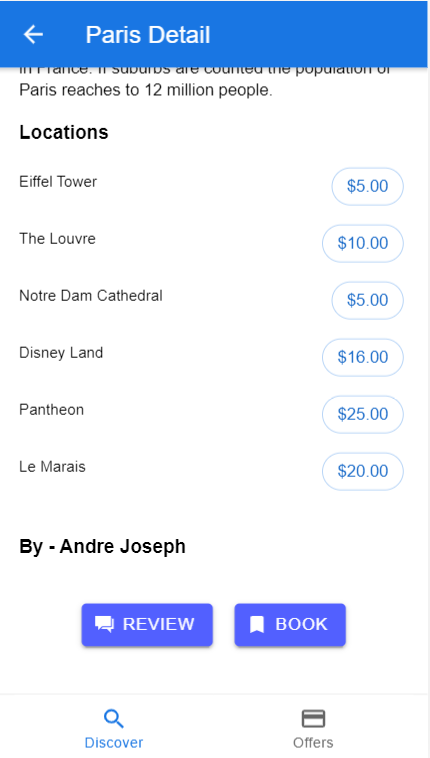 Paris Detail
in France. If suburbs are counted the population of
Paris reaches to 12 million people.
Locations
Eiffel Tower $5.00
The Louvre $10.00
Notre Dam Cathedral $5.00
Disney Land $16.00
Pantheon $25.00
Le Marais $20.00
By - Andre Joseph
REVIEW BOOK
Discover Offers